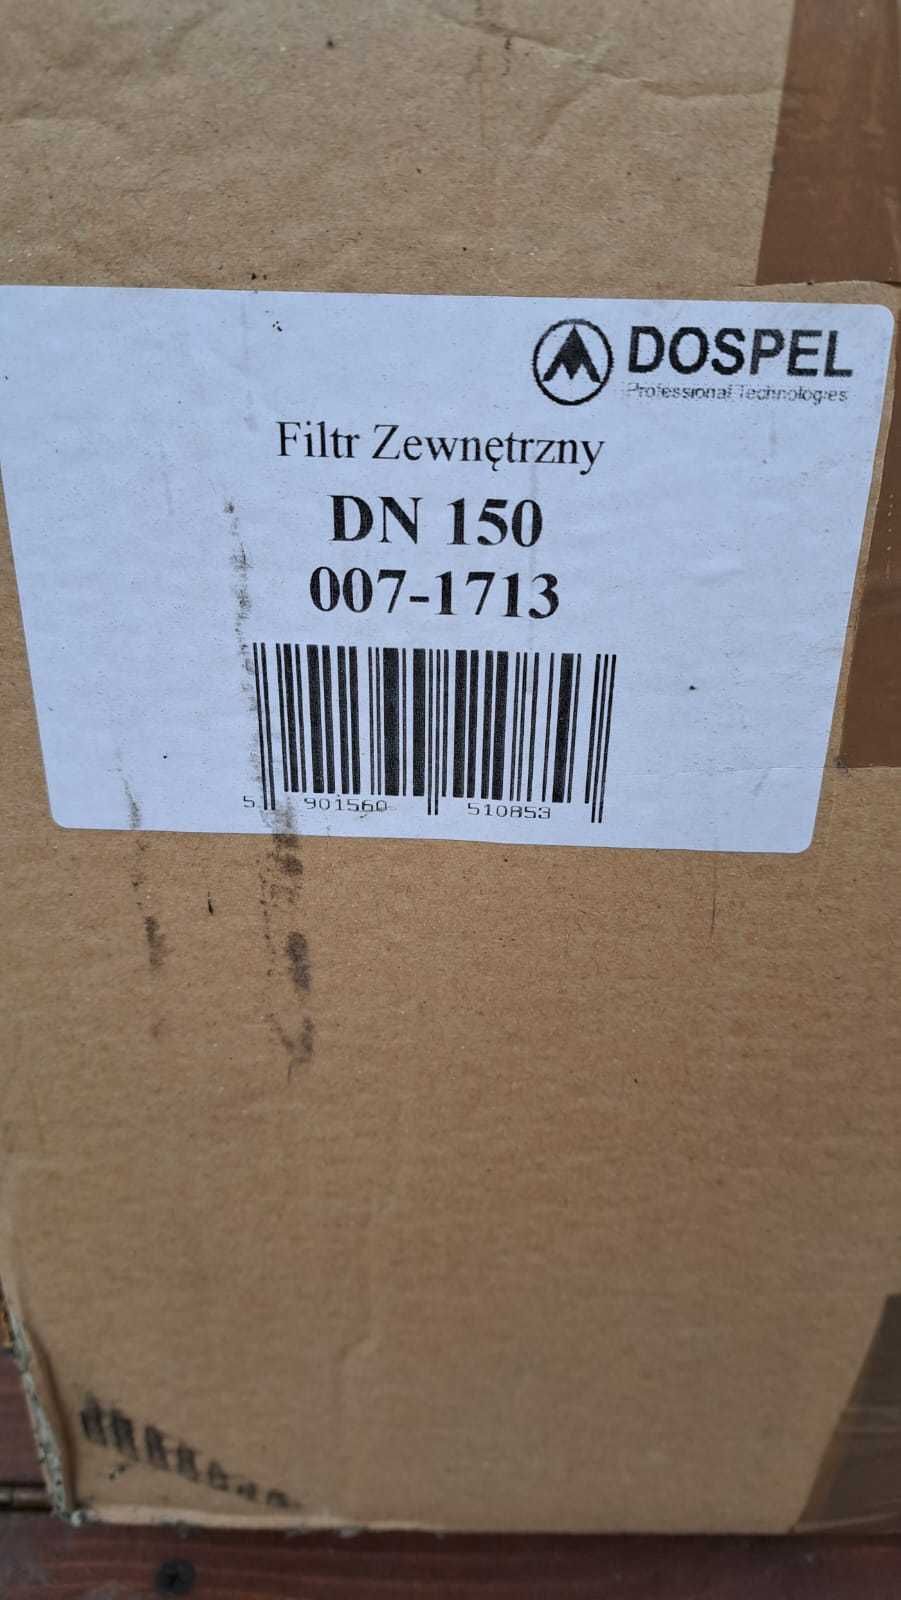 DOSPEL
Professional Technologies
Filtr Zewnętrzny
DN 150
007-1713
5 901560 510853